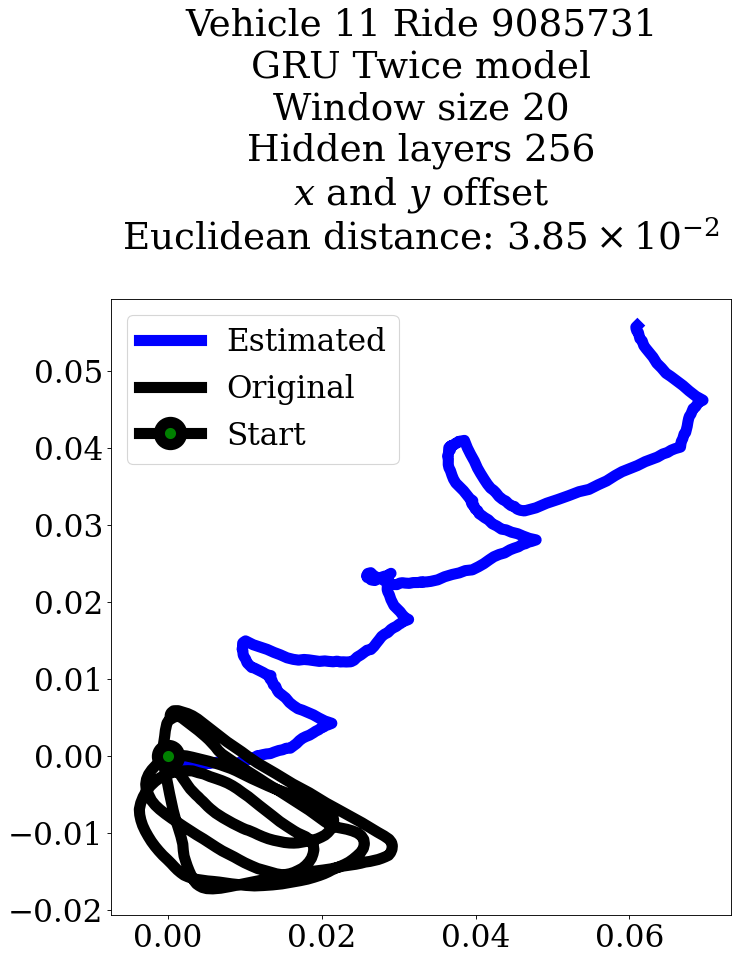 Vehicle 11 Ride 9085731
GRU Twice model
Window size 20
Hidden layers 256
x and y offset
Euclidean distance: 3.85 × 10⁻²
Estimated
Original
Start
0.05
0.04
0.03
0.02
0.01
0.00
−0.01
−0.02
0.00 0.02 0.04 0.06